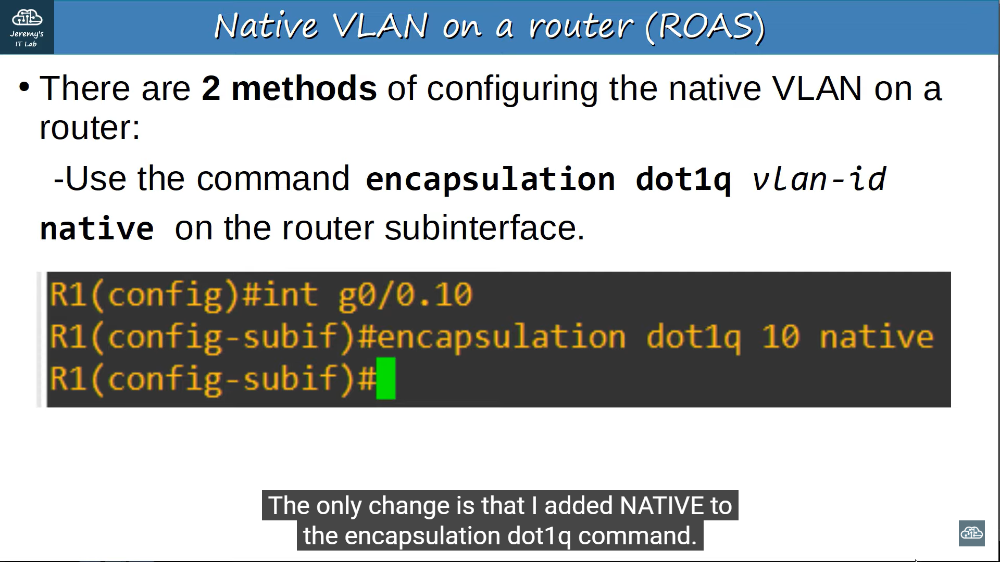 Jeremy's
IT Lab
Native VLAN on a router (ROAS)
• There are 2 methods of configuring the native VLAN on a
router:
-Use the command encapsulation dot1q vlan-id
native on the router subinterface.
R1(config)#int g0/0.10
R1(config-subif)#encapsulation dot1q 10 native
R1(config-subif)#
The only change is that I added NATIVE to
the encapsulation dot1q command.